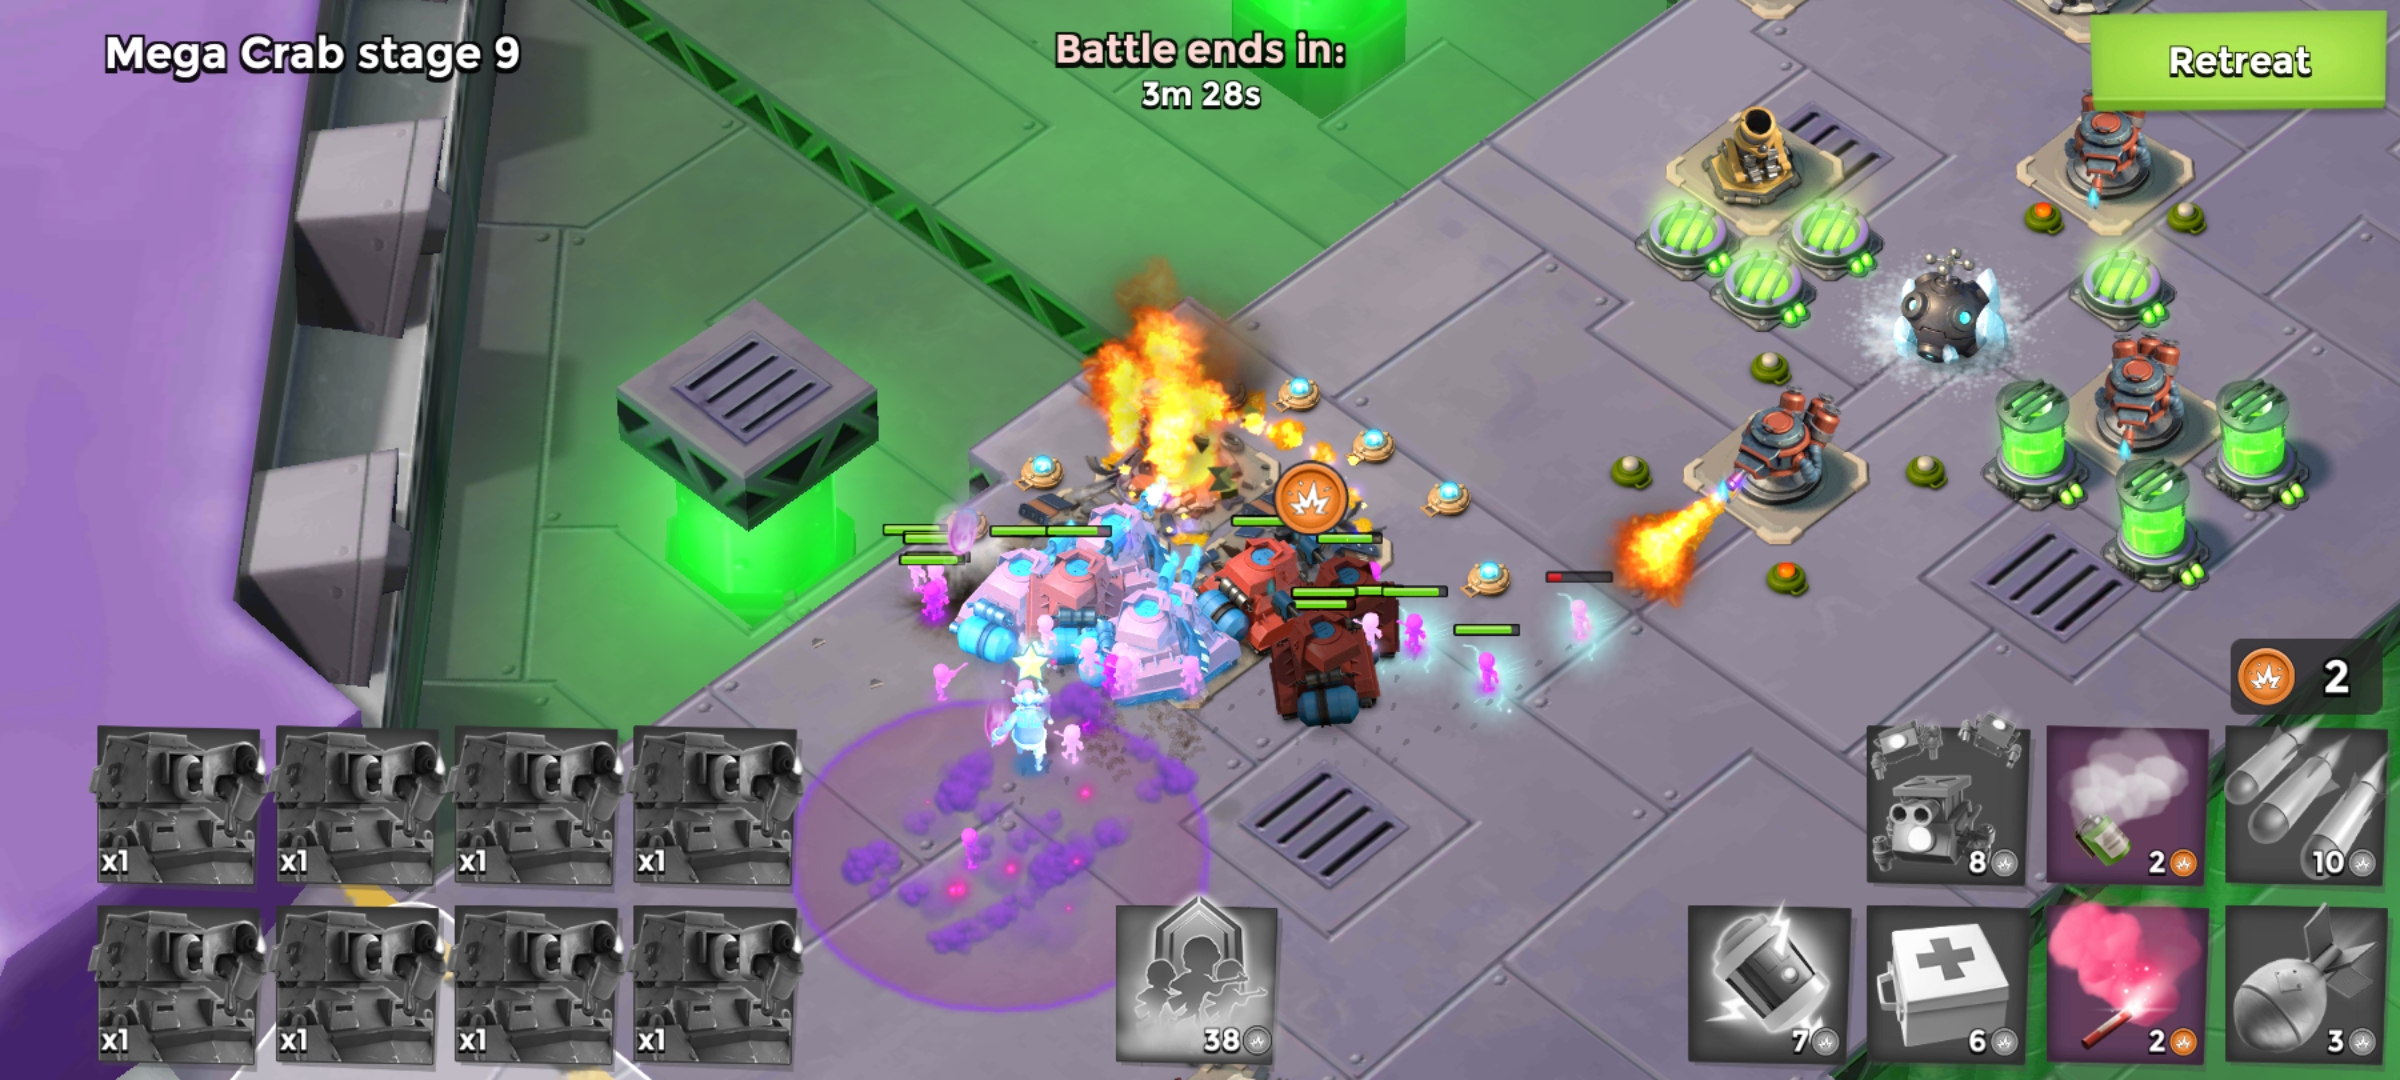 Mega Crab stage 9
Battle ends in:
3m 28s
Retreat
2
8
2
10
x1
x1
x1
x1
x1
x1
x1
x1
38
7
6
2
3